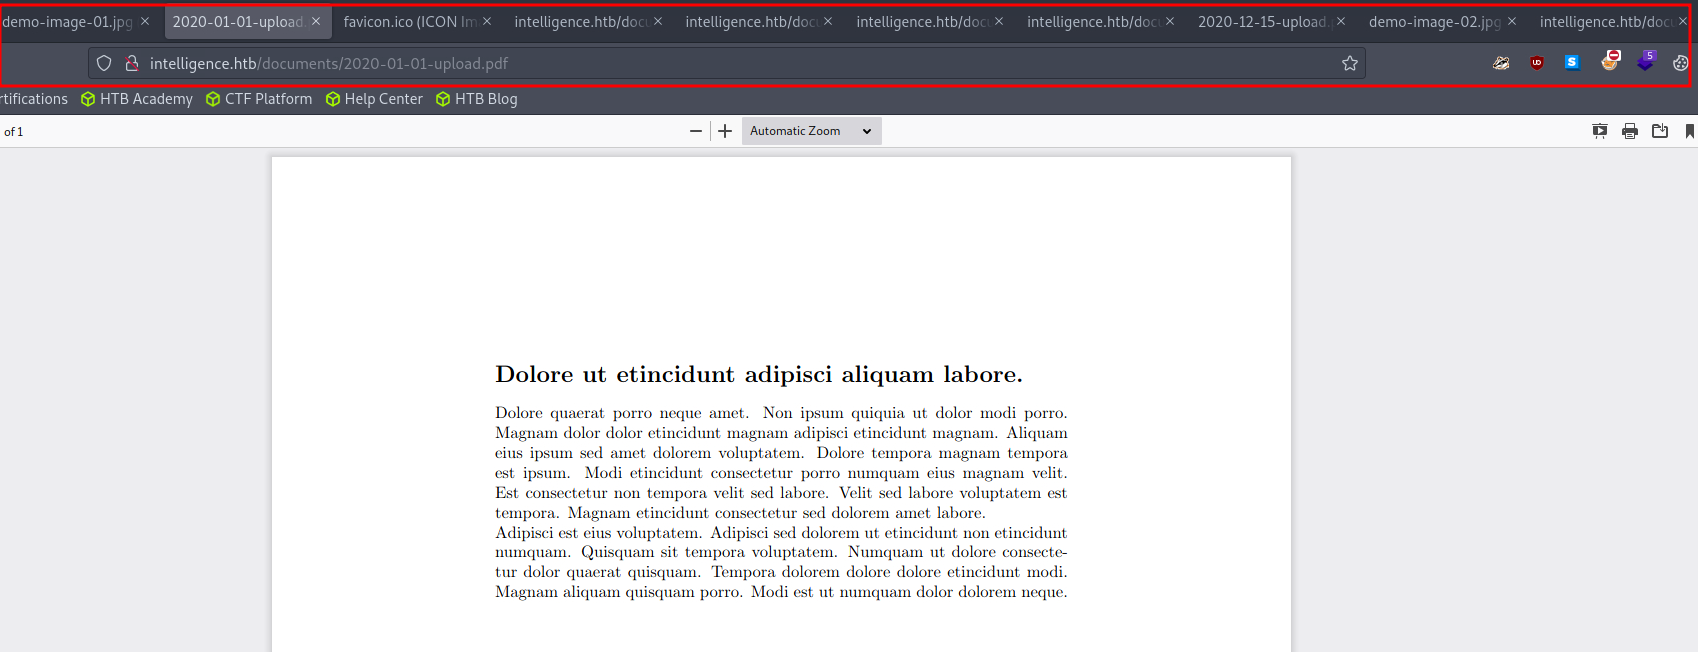 demo-image-01.jpg 2020-01-01-upload. favicon.ico (ICON Im intelligence.htb/docu intelligence.htb/docu intelligence.htb/docu intelligence.htb/docu 2020-12-15-upload. demo-image-02.jpg intelligence.htb/docu
intelligence.htb/documents/2020-01-01-upload.pdf S 5
rtifications HTB Academy CTF Platform Help Center HTB Blog
of 1 Automatic Zoom
Dolore ut etincidunt adipisci aliquam labore.
Dolore quaerat porro neque amet. Non ipsum quiquia ut dolor modi porro.
Magnam dolor dolor etincidunt magnam adipisci etincidunt magnam. Aliquam
eius ipsum sed amet dolorem voluptatem. Dolore tempora magnam tempora
est ipsum. Modi etincidunt consectetur porro numquam eius magnam velit.
Est consectetur non tempora velit sed labore. Velit sed labore voluptatem est
tempora. Magnam etincidunt consectetur sed dolorem amet labore.
Adipisci est eius voluptatem. Adipisci sed dolorem ut etincidunt non etincidunt
numquam. Quisquam sit tempora voluptatem. Numquam ut dolore consecte-
tur dolor quaerat quisquam. Tempora dolorem dolore dolore etincidunt modi.
Magnam aliquam quisquam porro. Modi est ut numquam dolor dolorem neque.